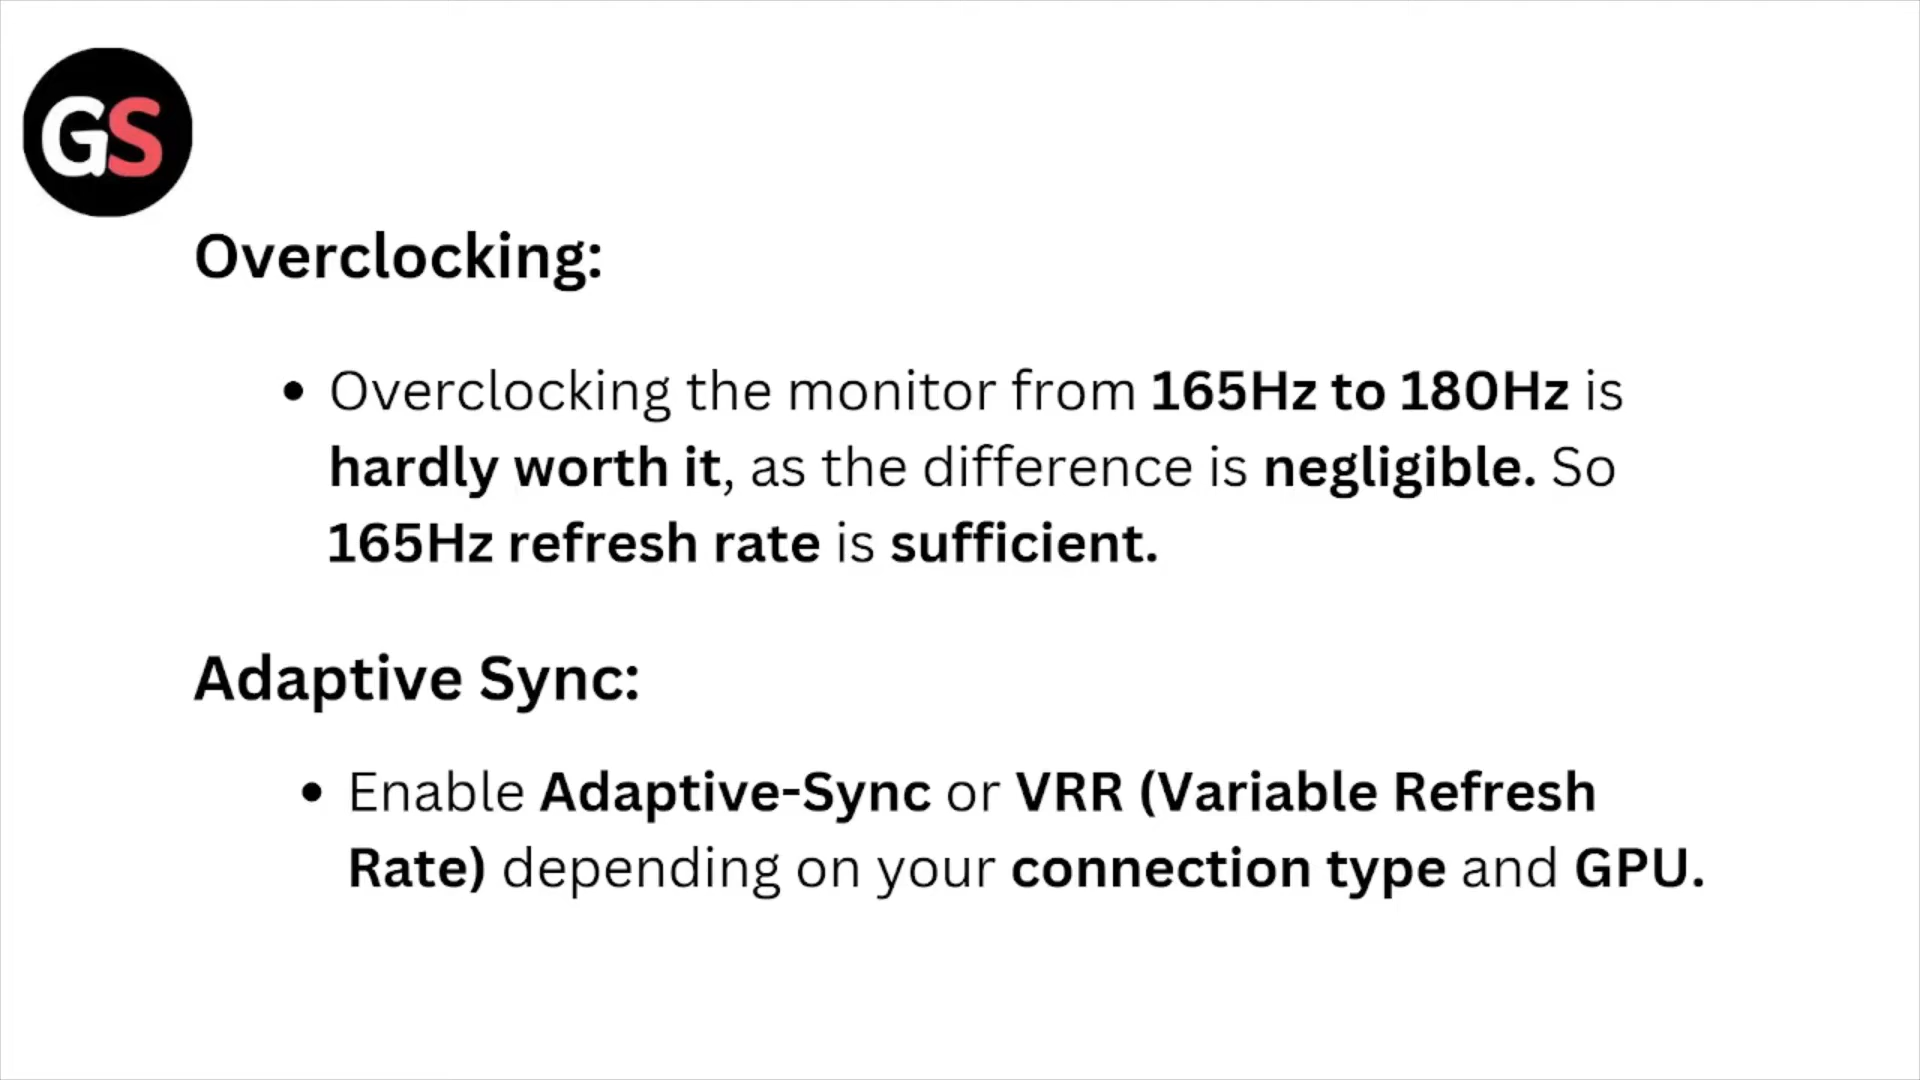 GS
Overclocking:
• Overclocking the monitor from 165Hz to 180Hz is
hardly worth it, as the difference is negligible. So
165Hz refresh rate is sufficient.
Adaptive Sync:
• Enable Adaptive-Sync or VRR (Variable Refresh
Rate) depending on your connection type and GPU.